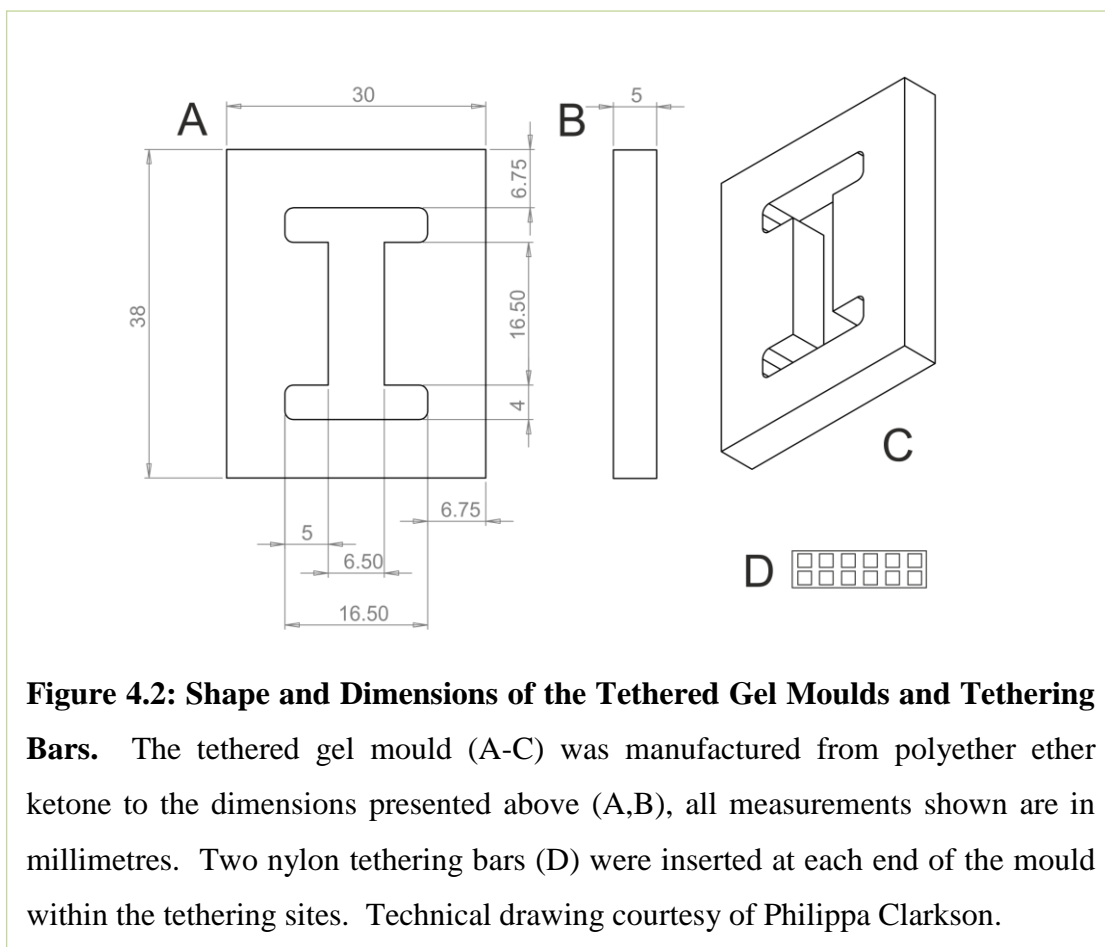 A
30
B
5
6.75
38
16.50
4
C
6.75
5
6.50
D
16.50
Figure 4.2: Shape and Dimensions of the Tethered Gel Moulds and Tethering
Bars. The tethered gel mould (A-C) was manufactured from polyether ether
ketone to the dimensions presented above (A,B), all measurements shown are in
millimetres. Two nylon tethering bars (D) were inserted at each end of the mould
within the tethering sites. Technical drawing courtesy of Philippa Clarkson.